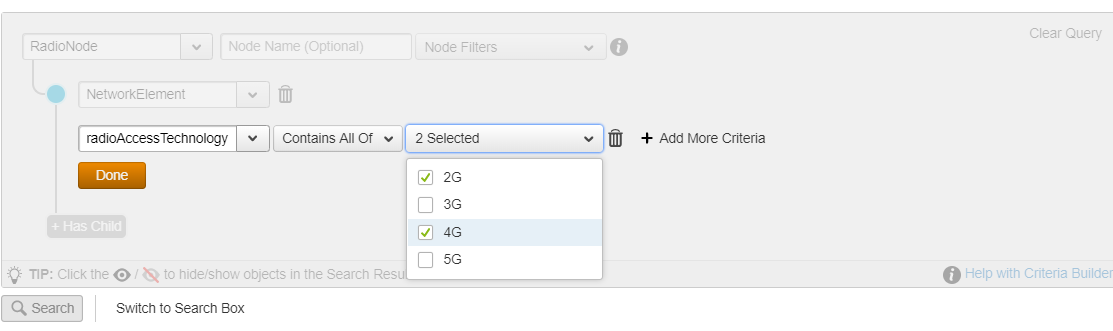 Clear Query
RadioNode Node Name (Optional) Node Filters
NetworkElement
radioAccessTechnology Contains All Of 2 Selected + Add More Criteria
Done
2G
3G
4G
5G
+ Has Child
TIP: Click the / to hide/show objects in the Search Resu
Help with Criteria Builder
Search Switch to Search Box